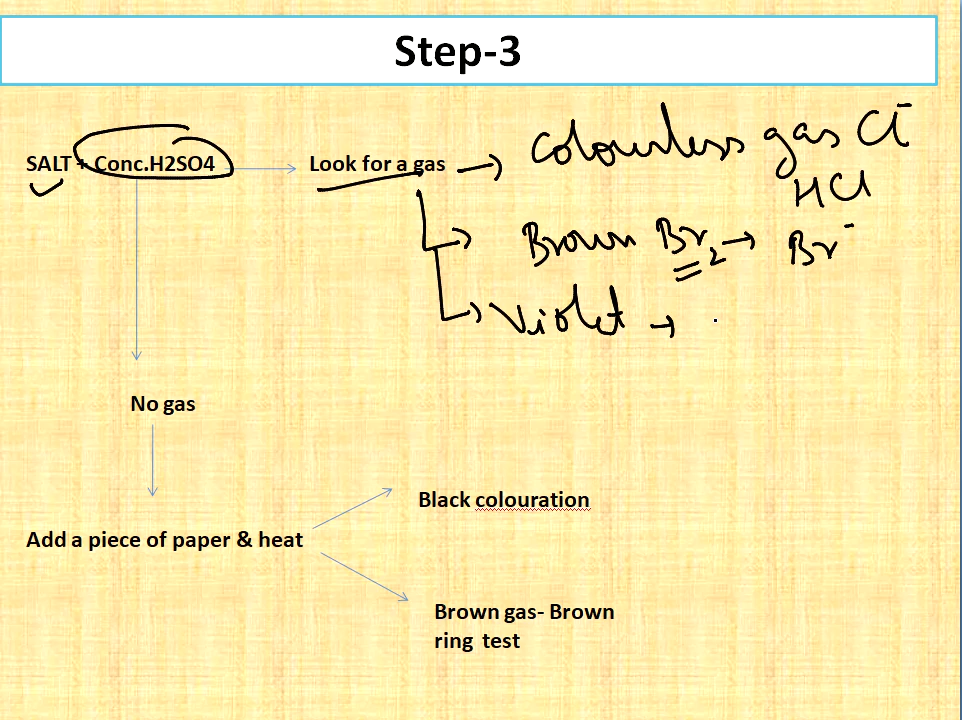 Step-3
SALT + Conc.H2SO4
Look for a gas → colourless gas Cl⁻
HCl
→ Brown Br₂ → Br⁻
→ Violet →
No gas
Black colouration
Add a piece of paper & heat
Brown gas- Brown
ring test